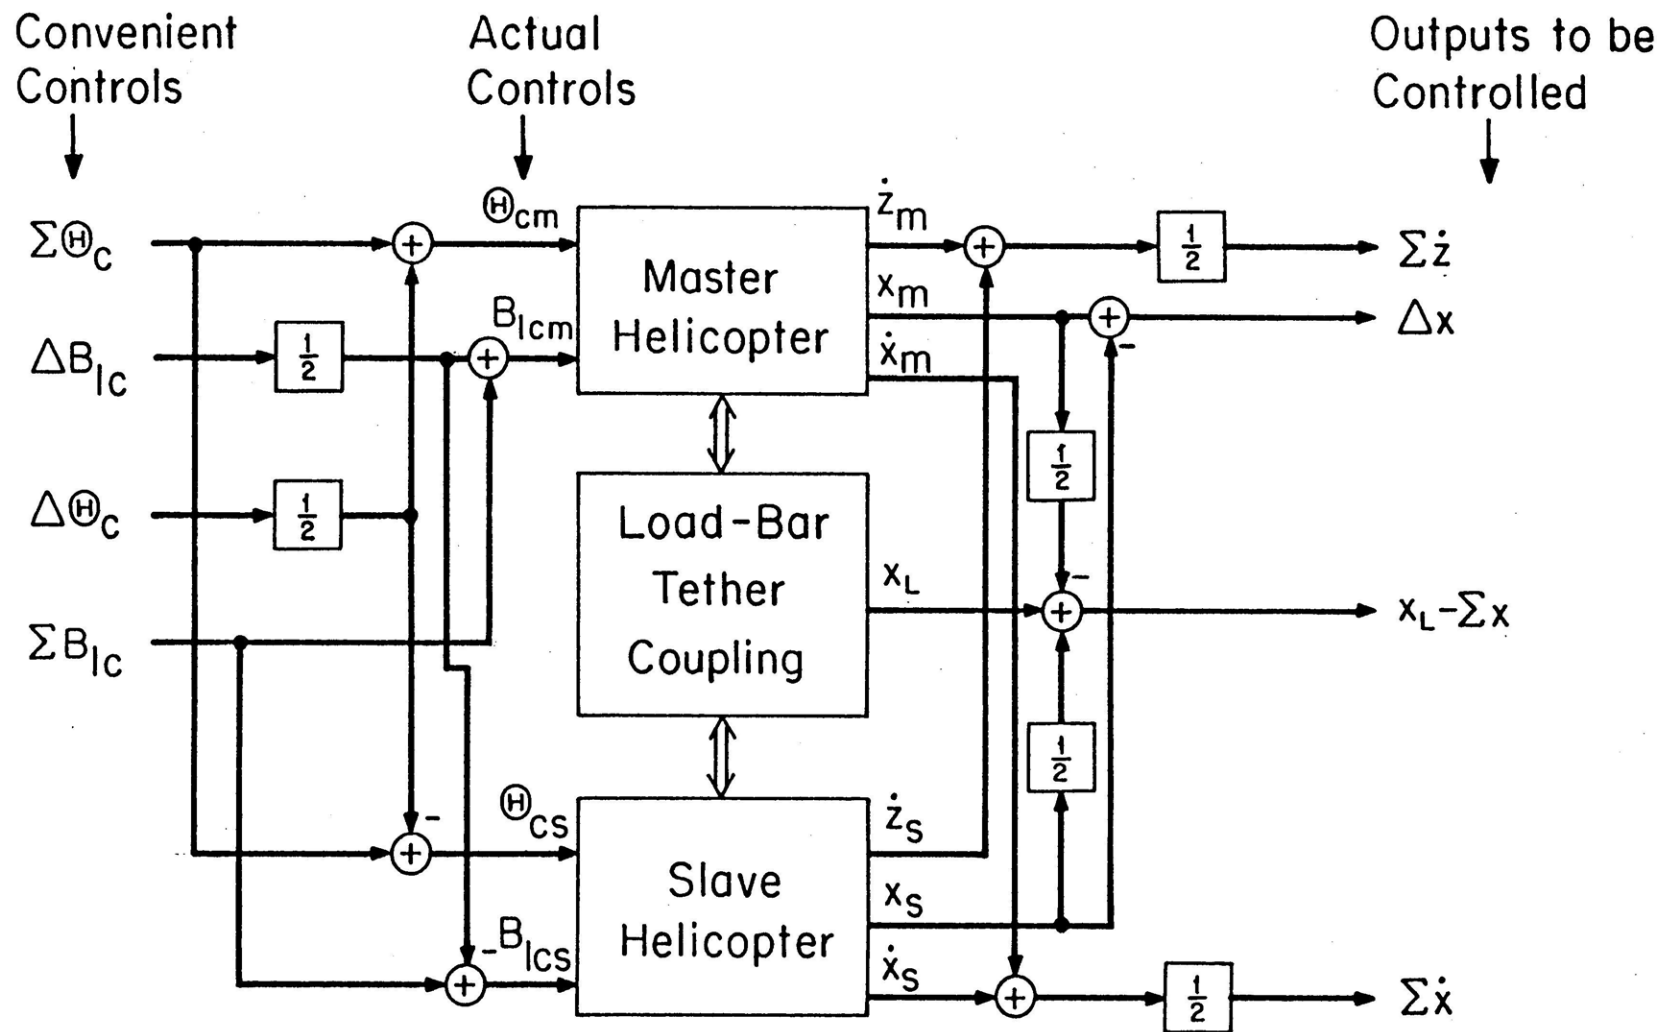 Convenient
Controls
Actual
Controls
Outputs to be
Controlled
ΣΘc
ΔB1c
ΔΘc
ΣB1c
1/2
1/2
+
+
+
-
+
-
Θcm
B1cm
Θcs
B1cs
Master
Helicopter
Load-Bar
Tether
Coupling
Slave
Helicopter
żm
xm
ẋm
xL
żs
xs
ẋs
+
+
-
1/2
1/2
-
+
1/2
+
1/2
1/2
Σż
Δx
xL-Σx
Σẋ